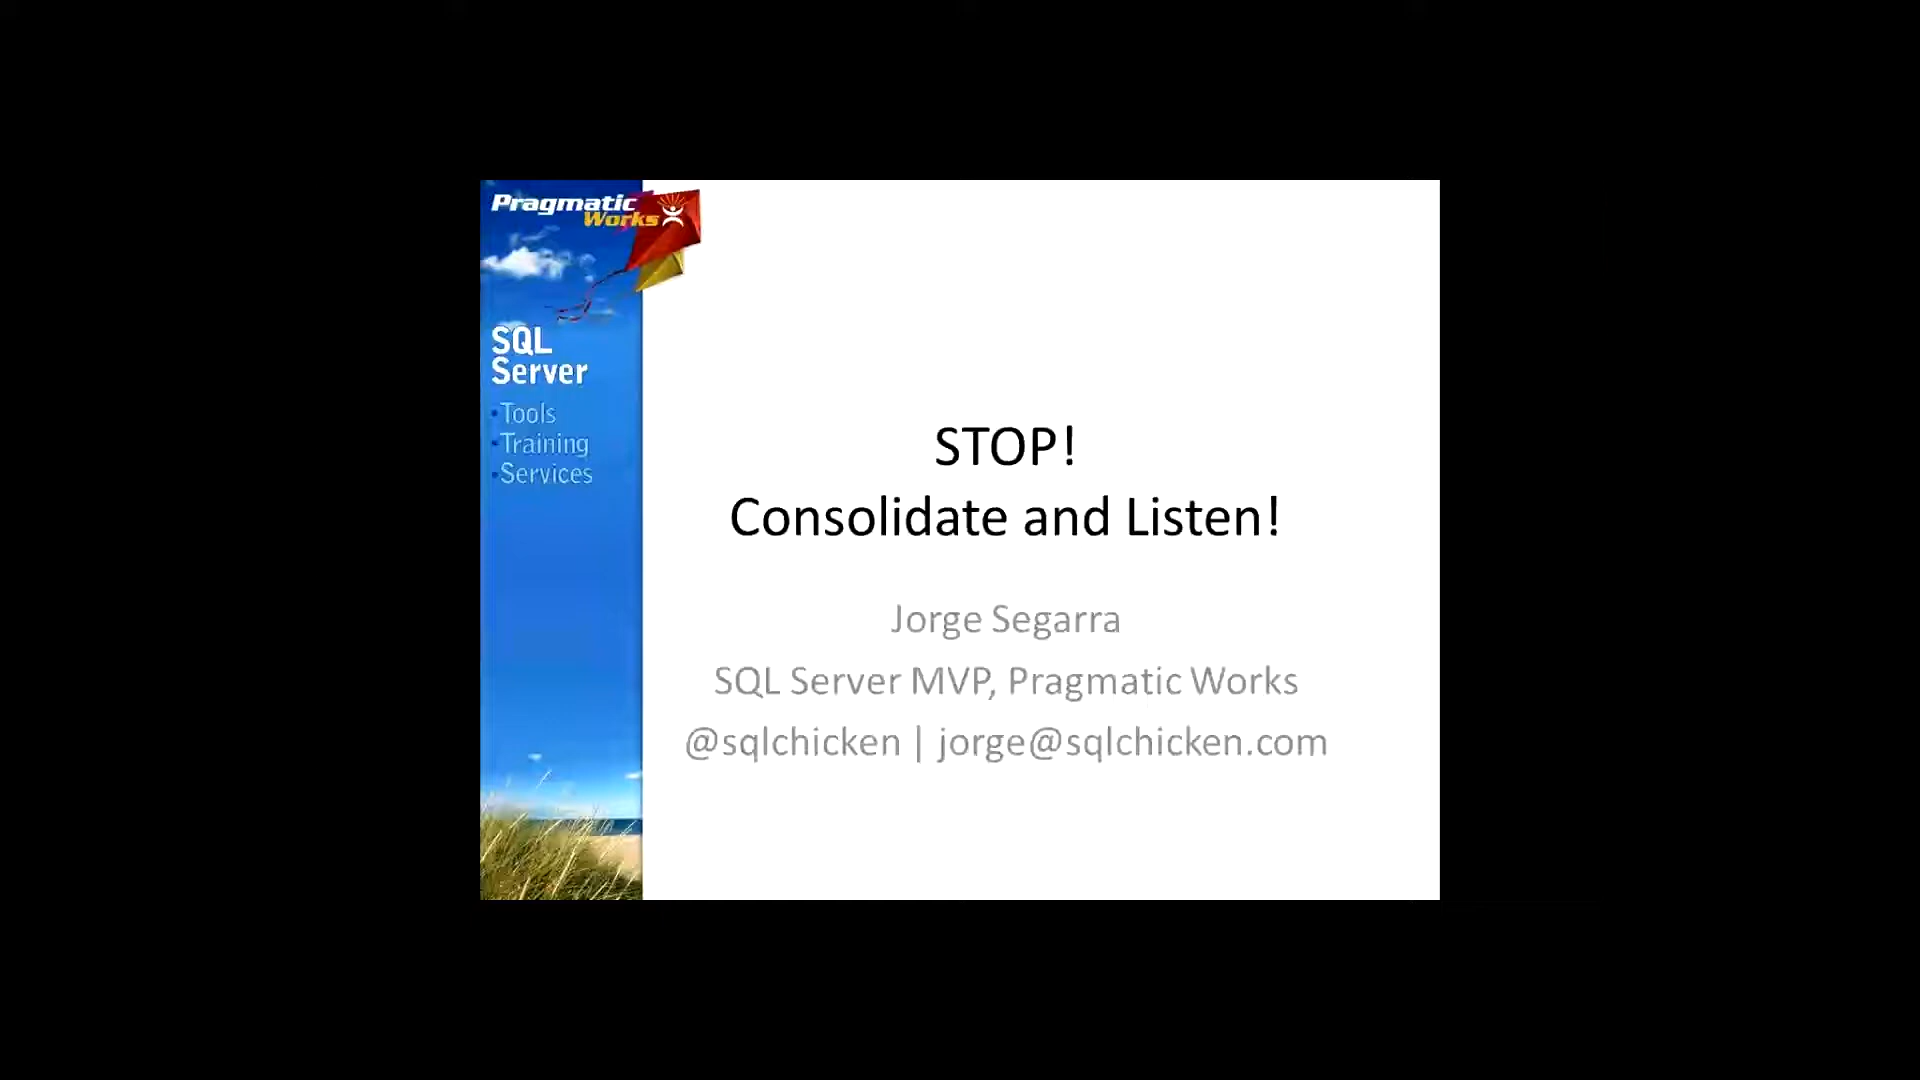 Pragmatic
Works
SQL
Server
•Tools
•Training
•Services
STOP!
Consolidate and Listen!
Jorge Segarra
SQL Server MVP, Pragmatic Works
@sqlchicken | jorge@sqlchicken.com